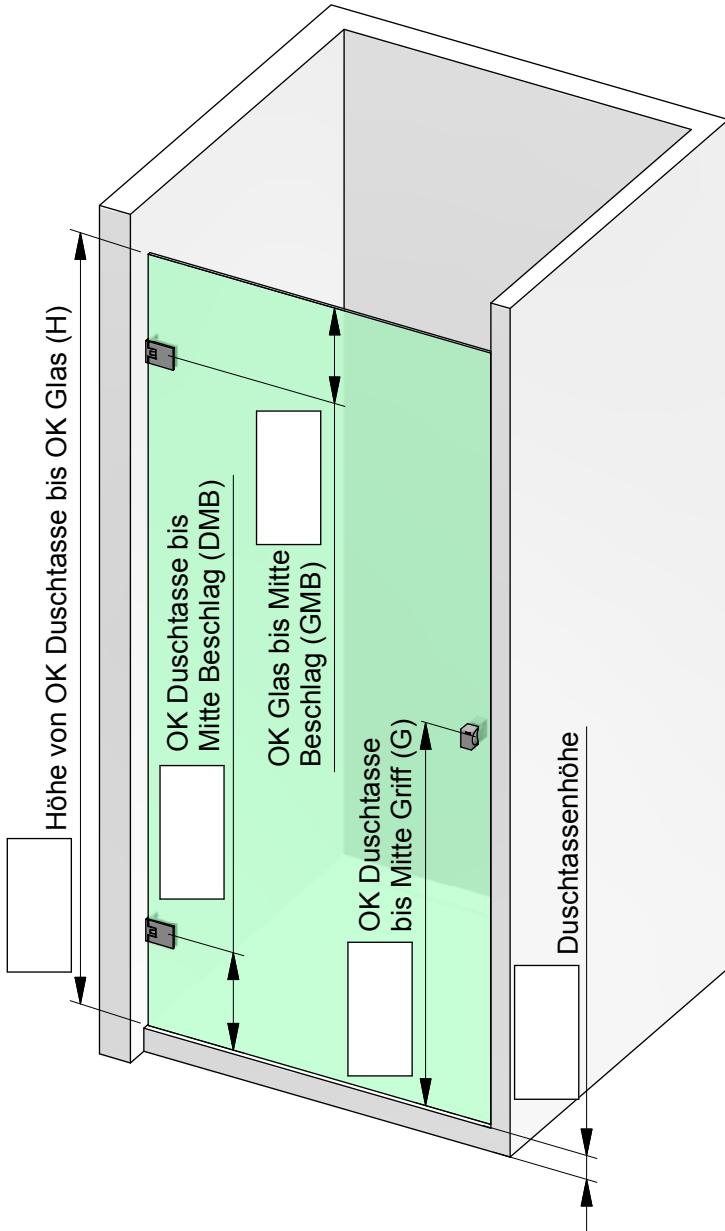 Höhe von OK Duschtasse bis OK Glas (H)
OK Duschtasse bis
Mitte Beschlag (DMB)
OK Glas bis Mitte
Beschlag (GMB)
OK Duschtasse
bis Mitte Griff (G)
Duschtassenhöhe